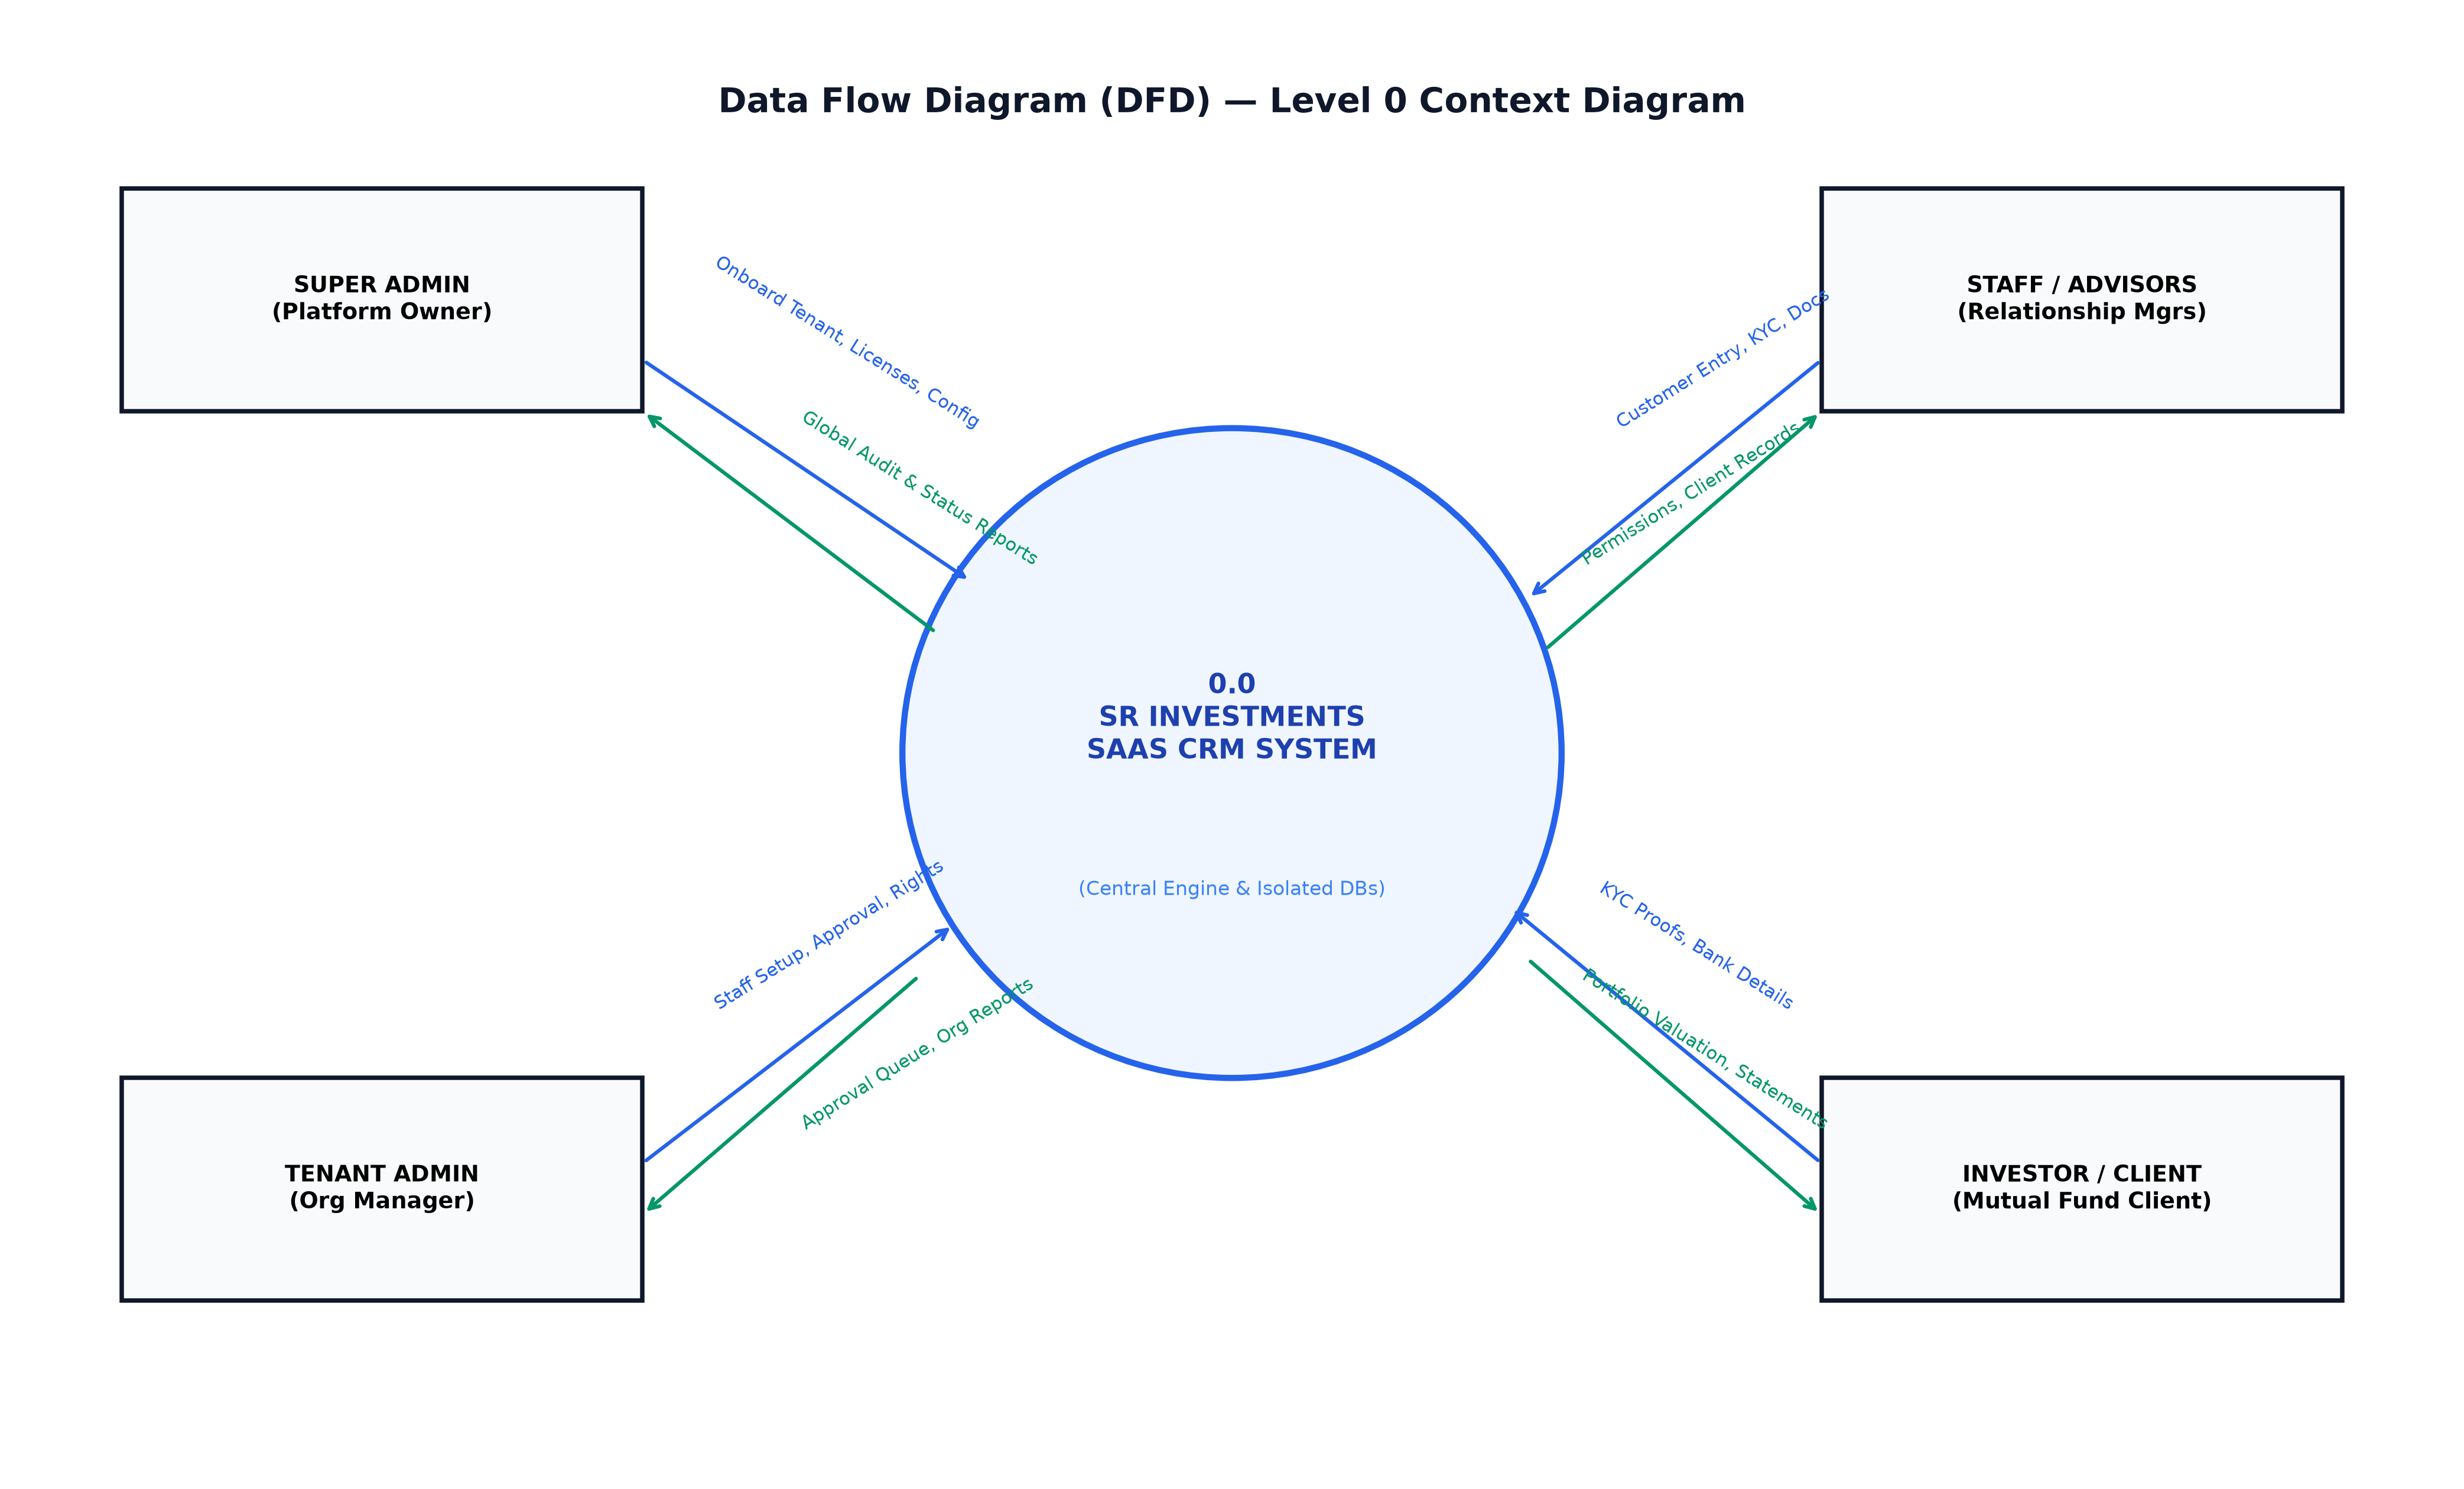 Data Flow Diagram (DFD) — Level 0 Context Diagram
SUPER ADMIN
(Platform Owner)
Onboard Tenant, Licenses, Config
Global Audit & Status Reports
STAFF / ADVISORS
(Relationship Mgrs)
Customer Entry, KYC, Docs
Permissions, Client Records
0.0
SR INVESTMENTS
SAAS CRM SYSTEM
(Central Engine & Isolated DBs)
Staff Setup, Approval, Rights
Approval Queue, Org Reports
TENANT ADMIN
(Org Manager)
KYC Proofs, Bank Details
Portfolio Valuation, Statements
INVESTOR / CLIENT
(Mutual Fund Client)